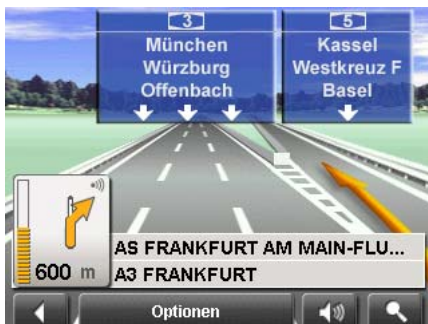 3
München
Würzburg
Offenbach
5
Kassel
Westkreuz F
Basel
600 m
AS FRANKFURT AM MAIN-FLU...
A3 FRANKFURT
Optionen